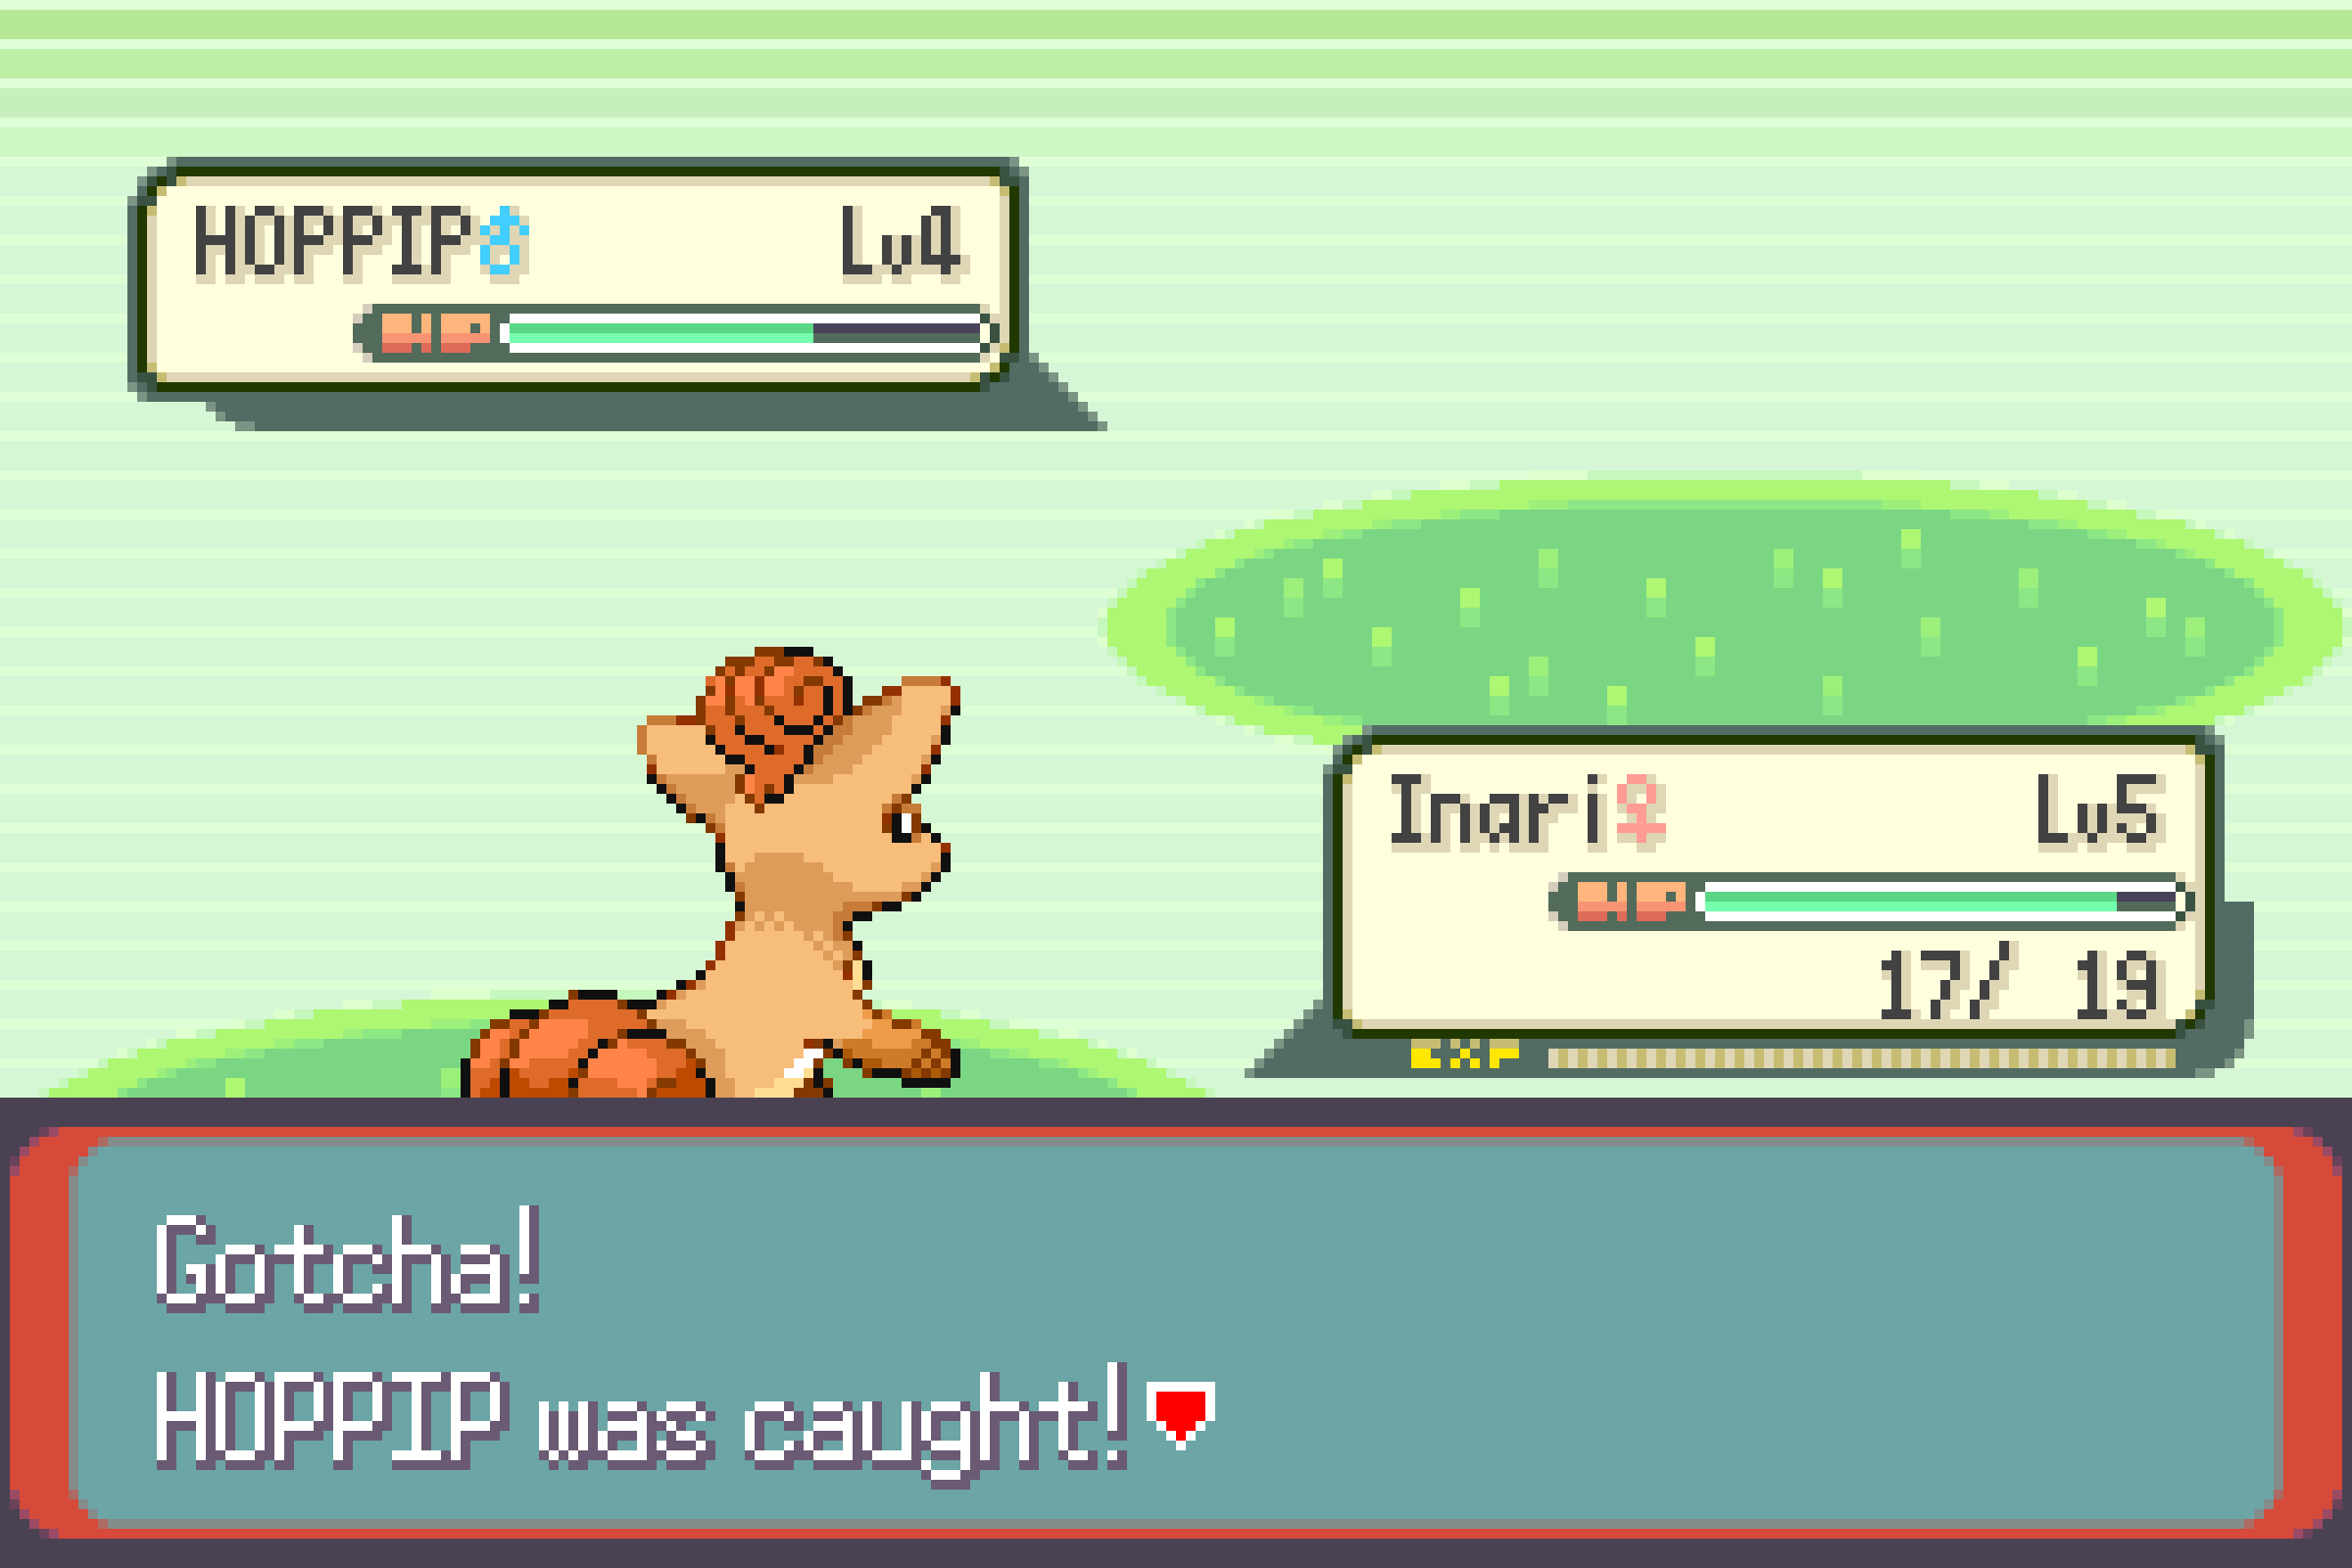 HOPPIP♂ Lv4
HP
Inari♀ Lv5
HP
17/ 19
EXP
Gotcha!
HOPPIP was caught!♥